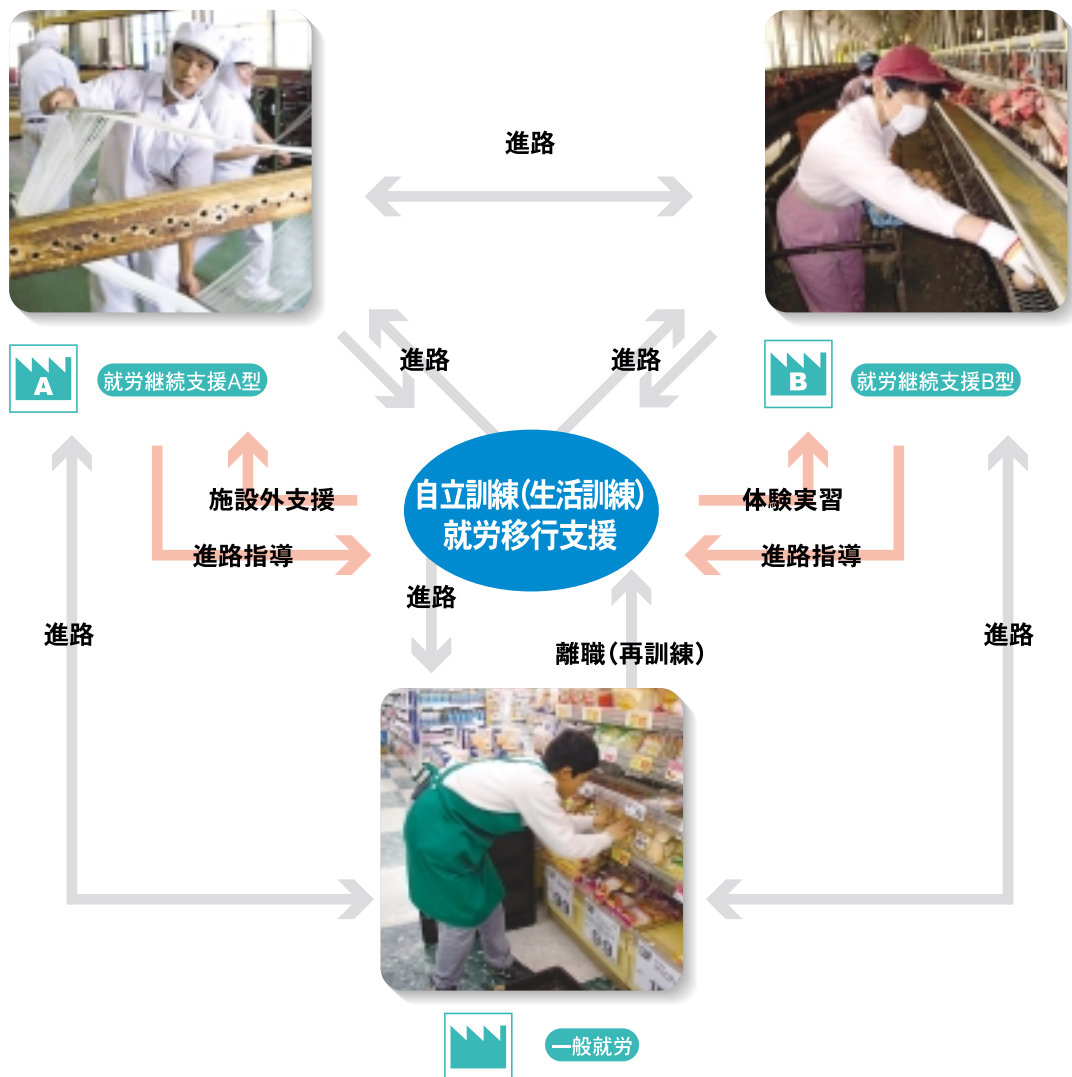 進路
進路
進路
A
就労継続支援A型
B
就労継続支援B型
自立訓練（生活訓練）
就労移行支援
施設外支援
体験実習
進路指導
進路指導
進路
進路
離職（再訓練）
進路
一般就労